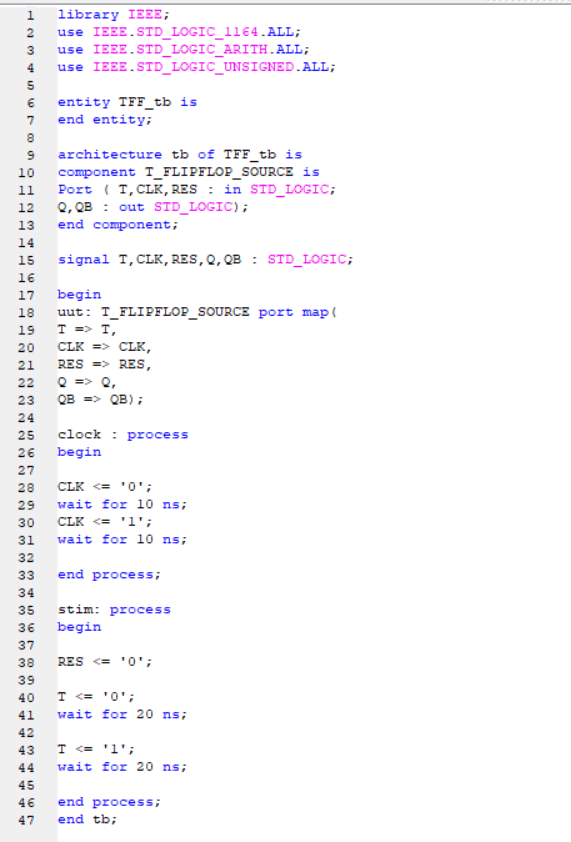 1 library IEEE;
2 use IEEE.STD_LOGIC_1164.ALL;
3 use IEEE.STD_LOGIC_ARITH.ALL;
4 use IEEE.STD_LOGIC_UNSIGNED.ALL;
5
6 entity TFF_tb is
7 end entity;
8
9 architecture tb of TFF_tb is
10 component T_FLIPFLOP_SOURCE is
11 Port ( T,CLK,RES : in STD_LOGIC;
12 Q,QB : out STD_LOGIC);
13 end component;
14
15 signal T,CLK,RES,Q,QB : STD_LOGIC;
16
17 begin
18 uut: T_FLIPFLOP_SOURCE port map(
19 T => T,
20 CLK => CLK,
21 RES => RES,
22 Q => Q,
23 QB => QB);
24
25 clock : process
26 begin
27
28 CLK <= '0';
29 wait for 10 ns;
30 CLK <= '1';
31 wait for 10 ns;
32
33 end process;
34
35 stim: process
36 begin
37
38 RES <= '0';
39
40 T <= '0';
41 wait for 20 ns;
42
43 T <= '1';
44 wait for 20 ns;
45
46 end process;
47 end tb;